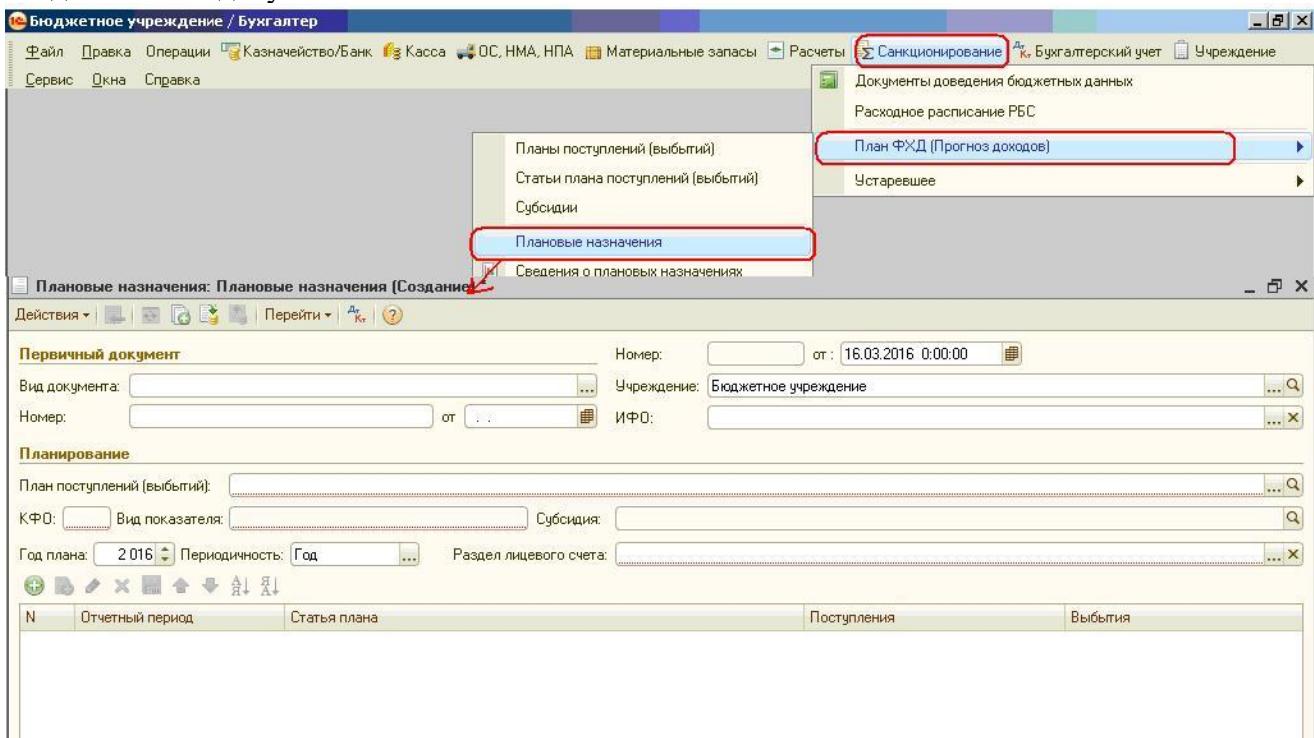 Бюджетное учреждение / Бухгалтер
Файл Правка Операции Казначейство/Банк Касса ОС, НМА, НПА Материальные запасы Расчеты Санкционирование Бухгалтерский учет Учреждение
Сервис Окна Справка
Документы доведения бюджетных данных
Расходное расписание РБС
План ФХД (Прогноз доходов)
Устаревшее
Планы поступлений (выбытий)
Статьи плана поступлений (выбытий)
Субсидии
Плановые назначения
Сведения о плановых назначениях
Плановые назначения: Плановые назначения (Создание) *
Действия Перейти Дт Кт ?
Первичный документ Номер: от : 16.03.2016 0:00:00
Вид документа: ... Учреждение: Бюджетное учреждение ...
Номер: от . . ИФО: ... ×
Планирование
План поступлений (выбытий): ...
КФО: Вид показателя: Субсидия:
Год плана: 2 016 Периодичность: Год ... Раздел лицевого счета: ... ×
N Отчетный период Статья плана Поступления Выбытия